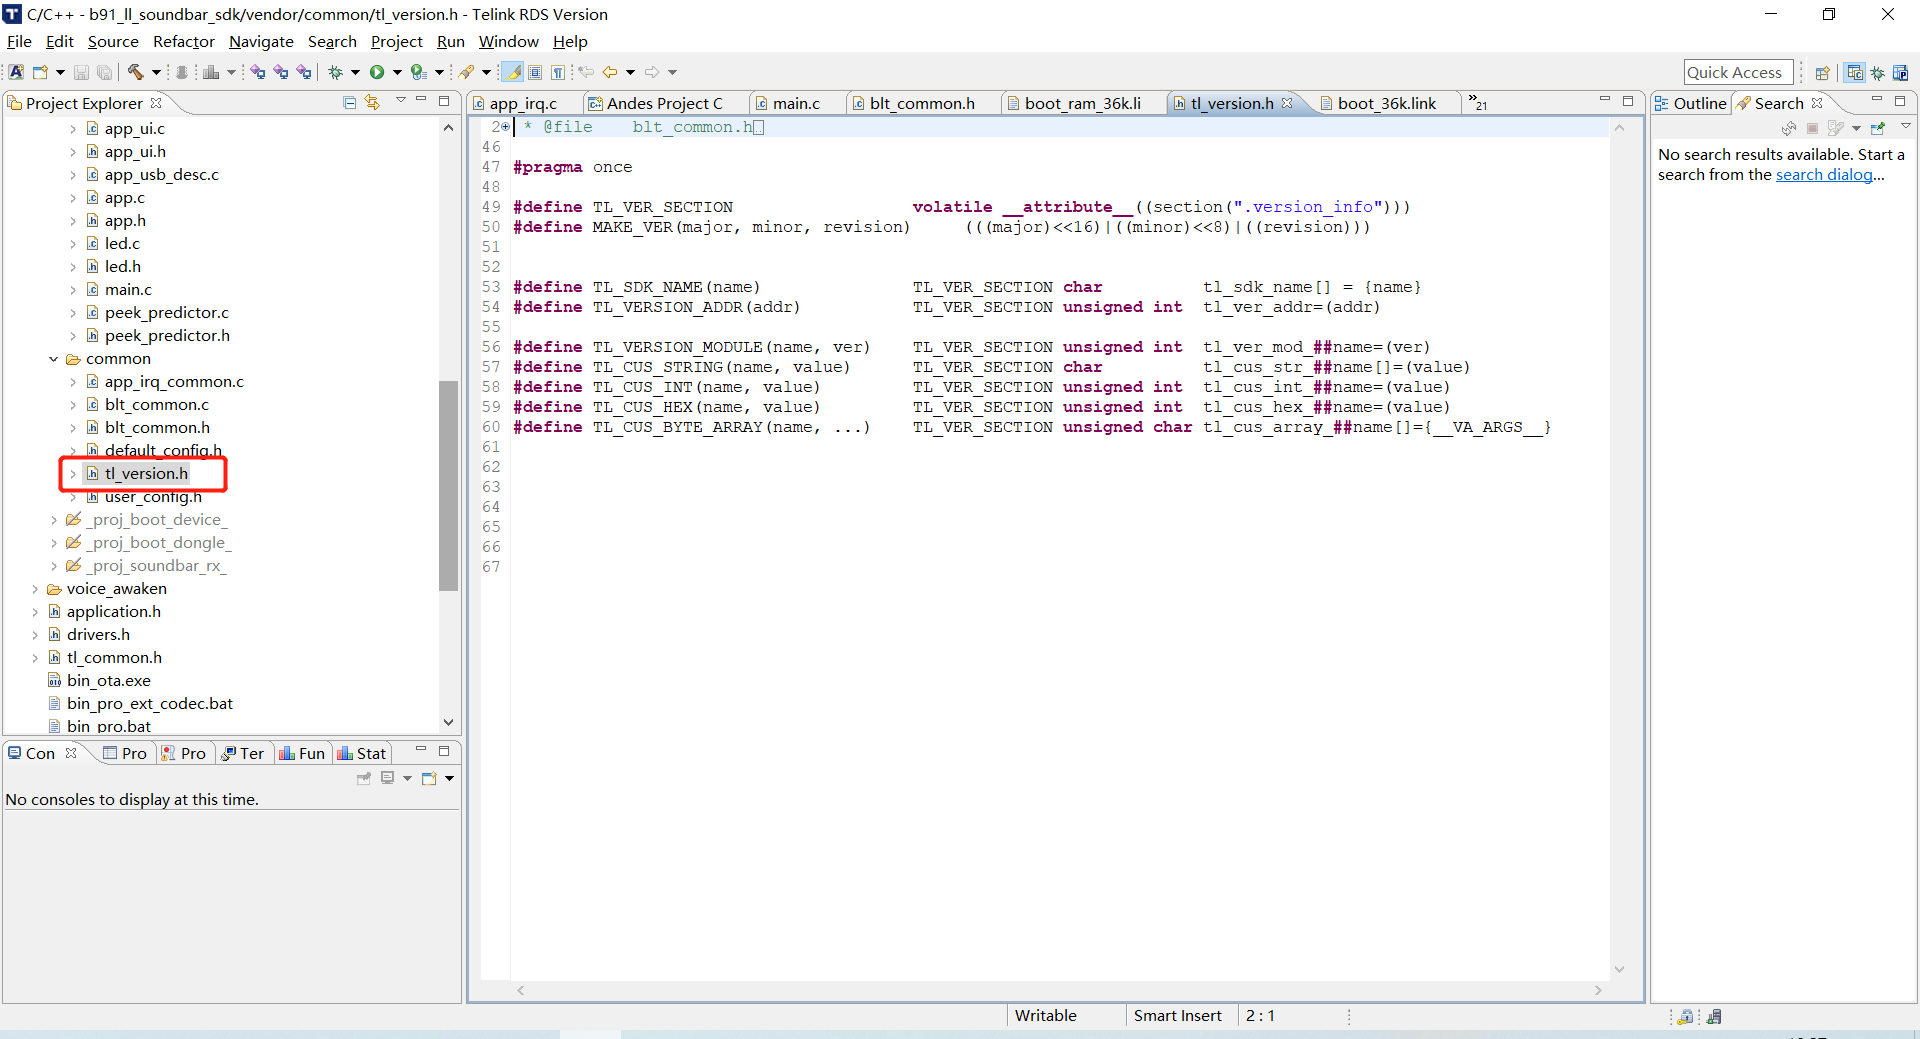 C/C++ - b91_ll_soundbar_sdk/vendor/common/tl_version.h - Telink RDS Version
File Edit Source Refactor Navigate Search Project Run Window Help
Quick Access
Project Explorer
app_ui.c
app_ui.h
app_usb_desc.c
app.c
app.h
led.c
led.h
main.c
peek_predictor.c
peek_predictor.h
common
app_irq_common.c
blt_common.c
blt_common.h
default_config.h
tl_version.h
user_config.h
_proj_boot_device_
_proj_boot_dongle_
_proj_soundbar_rx_
voice_awaken
application.h
drivers.h
tl_common.h
bin_ota.exe
bin_pro_ext_codec.bat
bin_pro.bat
Con Pro Pro Ter Fun Stat
No consoles to display at this time.
app_irq.c Andes Project C main.c blt_common.h boot_ram_36k.li tl_version.h boot_36k.link »21
2 * @file blt_common.h
46
47 #pragma once
48
49 #define TL_VER_SECTION volatile __attribute__((section(".version_info")))
50 #define MAKE_VER(major, minor, revision) (((major)<<16)|((minor)<<8)|((revision)))
51
52
53 #define TL_SDK_NAME(name) TL_VER_SECTION char tl_sdk_name[] = {name}
54 #define TL_VERSION_ADDR(addr) TL_VER_SECTION unsigned int tl_ver_addr=(addr)
55
56 #define TL_VERSION_MODULE(name, ver) TL_VER_SECTION unsigned int tl_ver_mod_##name=(ver)
57 #define TL_CUS_STRING(name, value) TL_VER_SECTION char tl_cus_str_##name[]=(value)
58 #define TL_CUS_INT(name, value) TL_VER_SECTION unsigned int tl_cus_int_##name=(value)
59 #define TL_CUS_HEX(name, value) TL_VER_SECTION unsigned int tl_cus_hex_##name=(value)
60 #define TL_CUS_BYTE_ARRAY(name, ...) TL_VER_SECTION unsigned char tl_cus_array_##name[]={__VA_ARGS__}
61
62
63
64
65
66
67
Outline Search
No search results available. Start a
search from the search dialog...
Writable Smart Insert 2 : 1